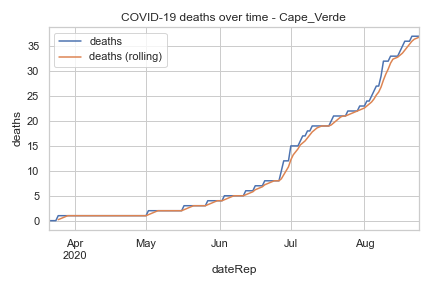 COVID-19 deaths over time - Cape_Verde
deaths
deaths (rolling)
35
30
25
20
15
10
5
0
deaths
Apr
2020
May
Jun
Jul
Aug
dateRep